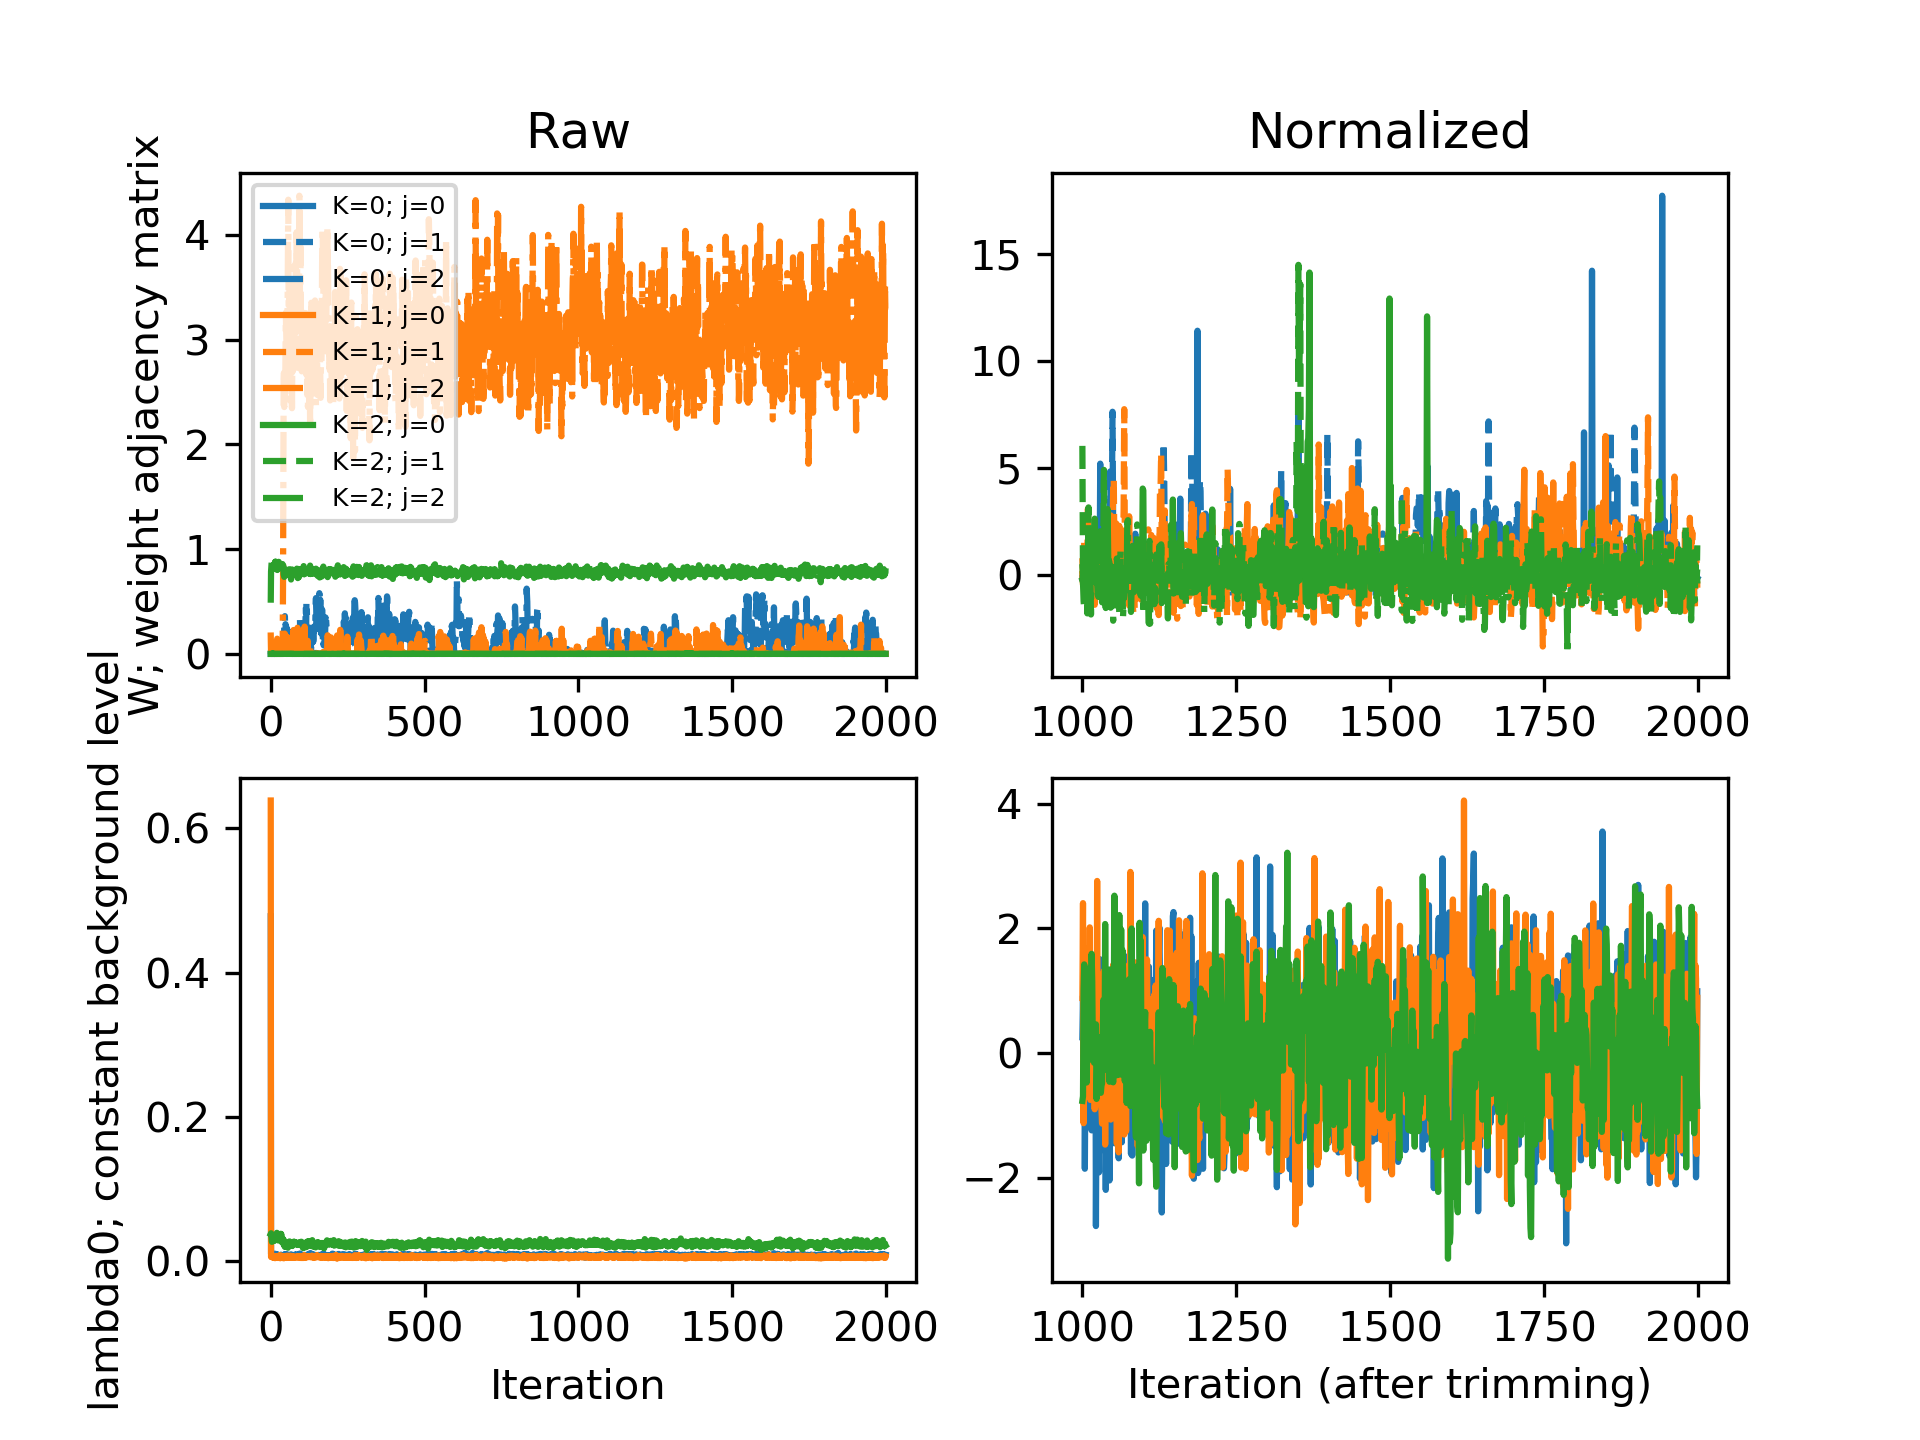 Raw
Normalized
W; weight adjacency matrix
4
3
2
1
0
K=0; j=0
K=0; j=1
K=0; j=2
K=1; j=0
K=1; j=1
K=1; j=2
K=2; j=0
K=2; j=1
K=2; j=2
0 500 1000 1500 2000
15
10
5
0
1000 1250 1500 1750 2000
lambda0; constant background level
0.6
0.4
0.2
0.0
0 500 1000 1500 2000
Iteration
4
2
0
−2
1000 1250 1500 1750 2000
Iteration (after trimming)